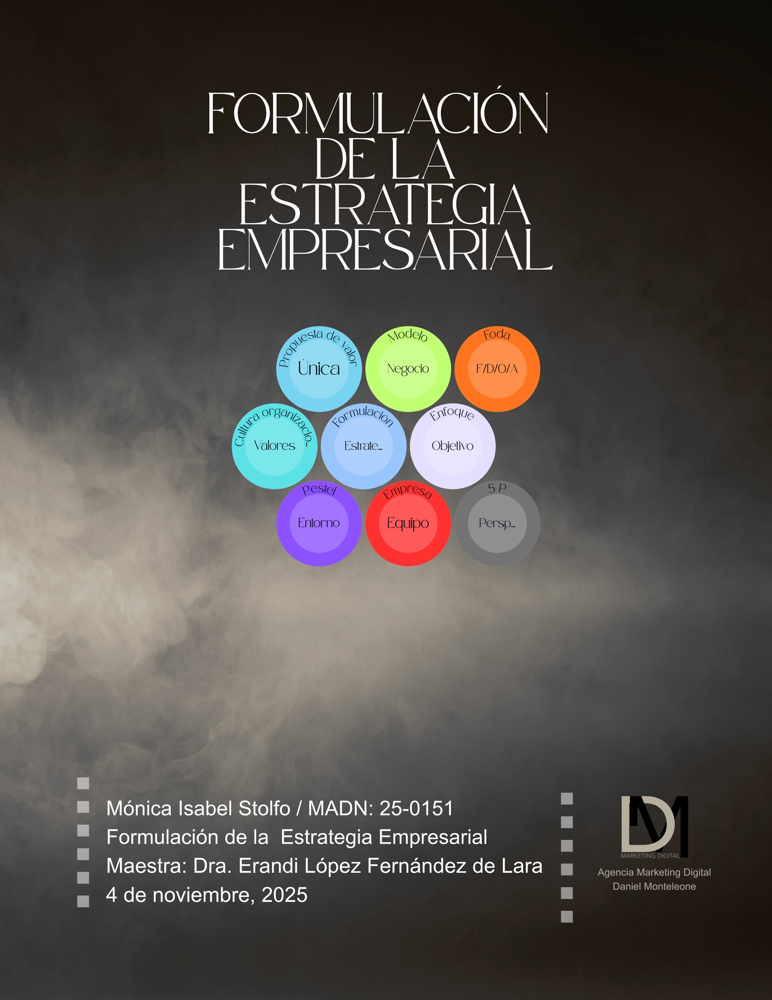 FORMULACIÓN
DE LA
ESTRATEGIA
EMPRESARIAL
Propuesta de valor
Única
Modelo
Negocio
Foda
F/D/O/A
Cultura organizacio...
Valores
Formulación
Estrate...
Enfoque
Objetivo
Pestel
Entorno
Empresa
Equipo
5 P
Persp...
Mónica Isabel Stolfo / MADN: 25-0151
Formulación de la  Estrategia Empresarial
Maestra: Dra. Erandi López Fernández de Lara
4 de noviembre, 2025
DM
MARKETING DIGITAL
Agencia Marketing Digital
Daniel Monteleone